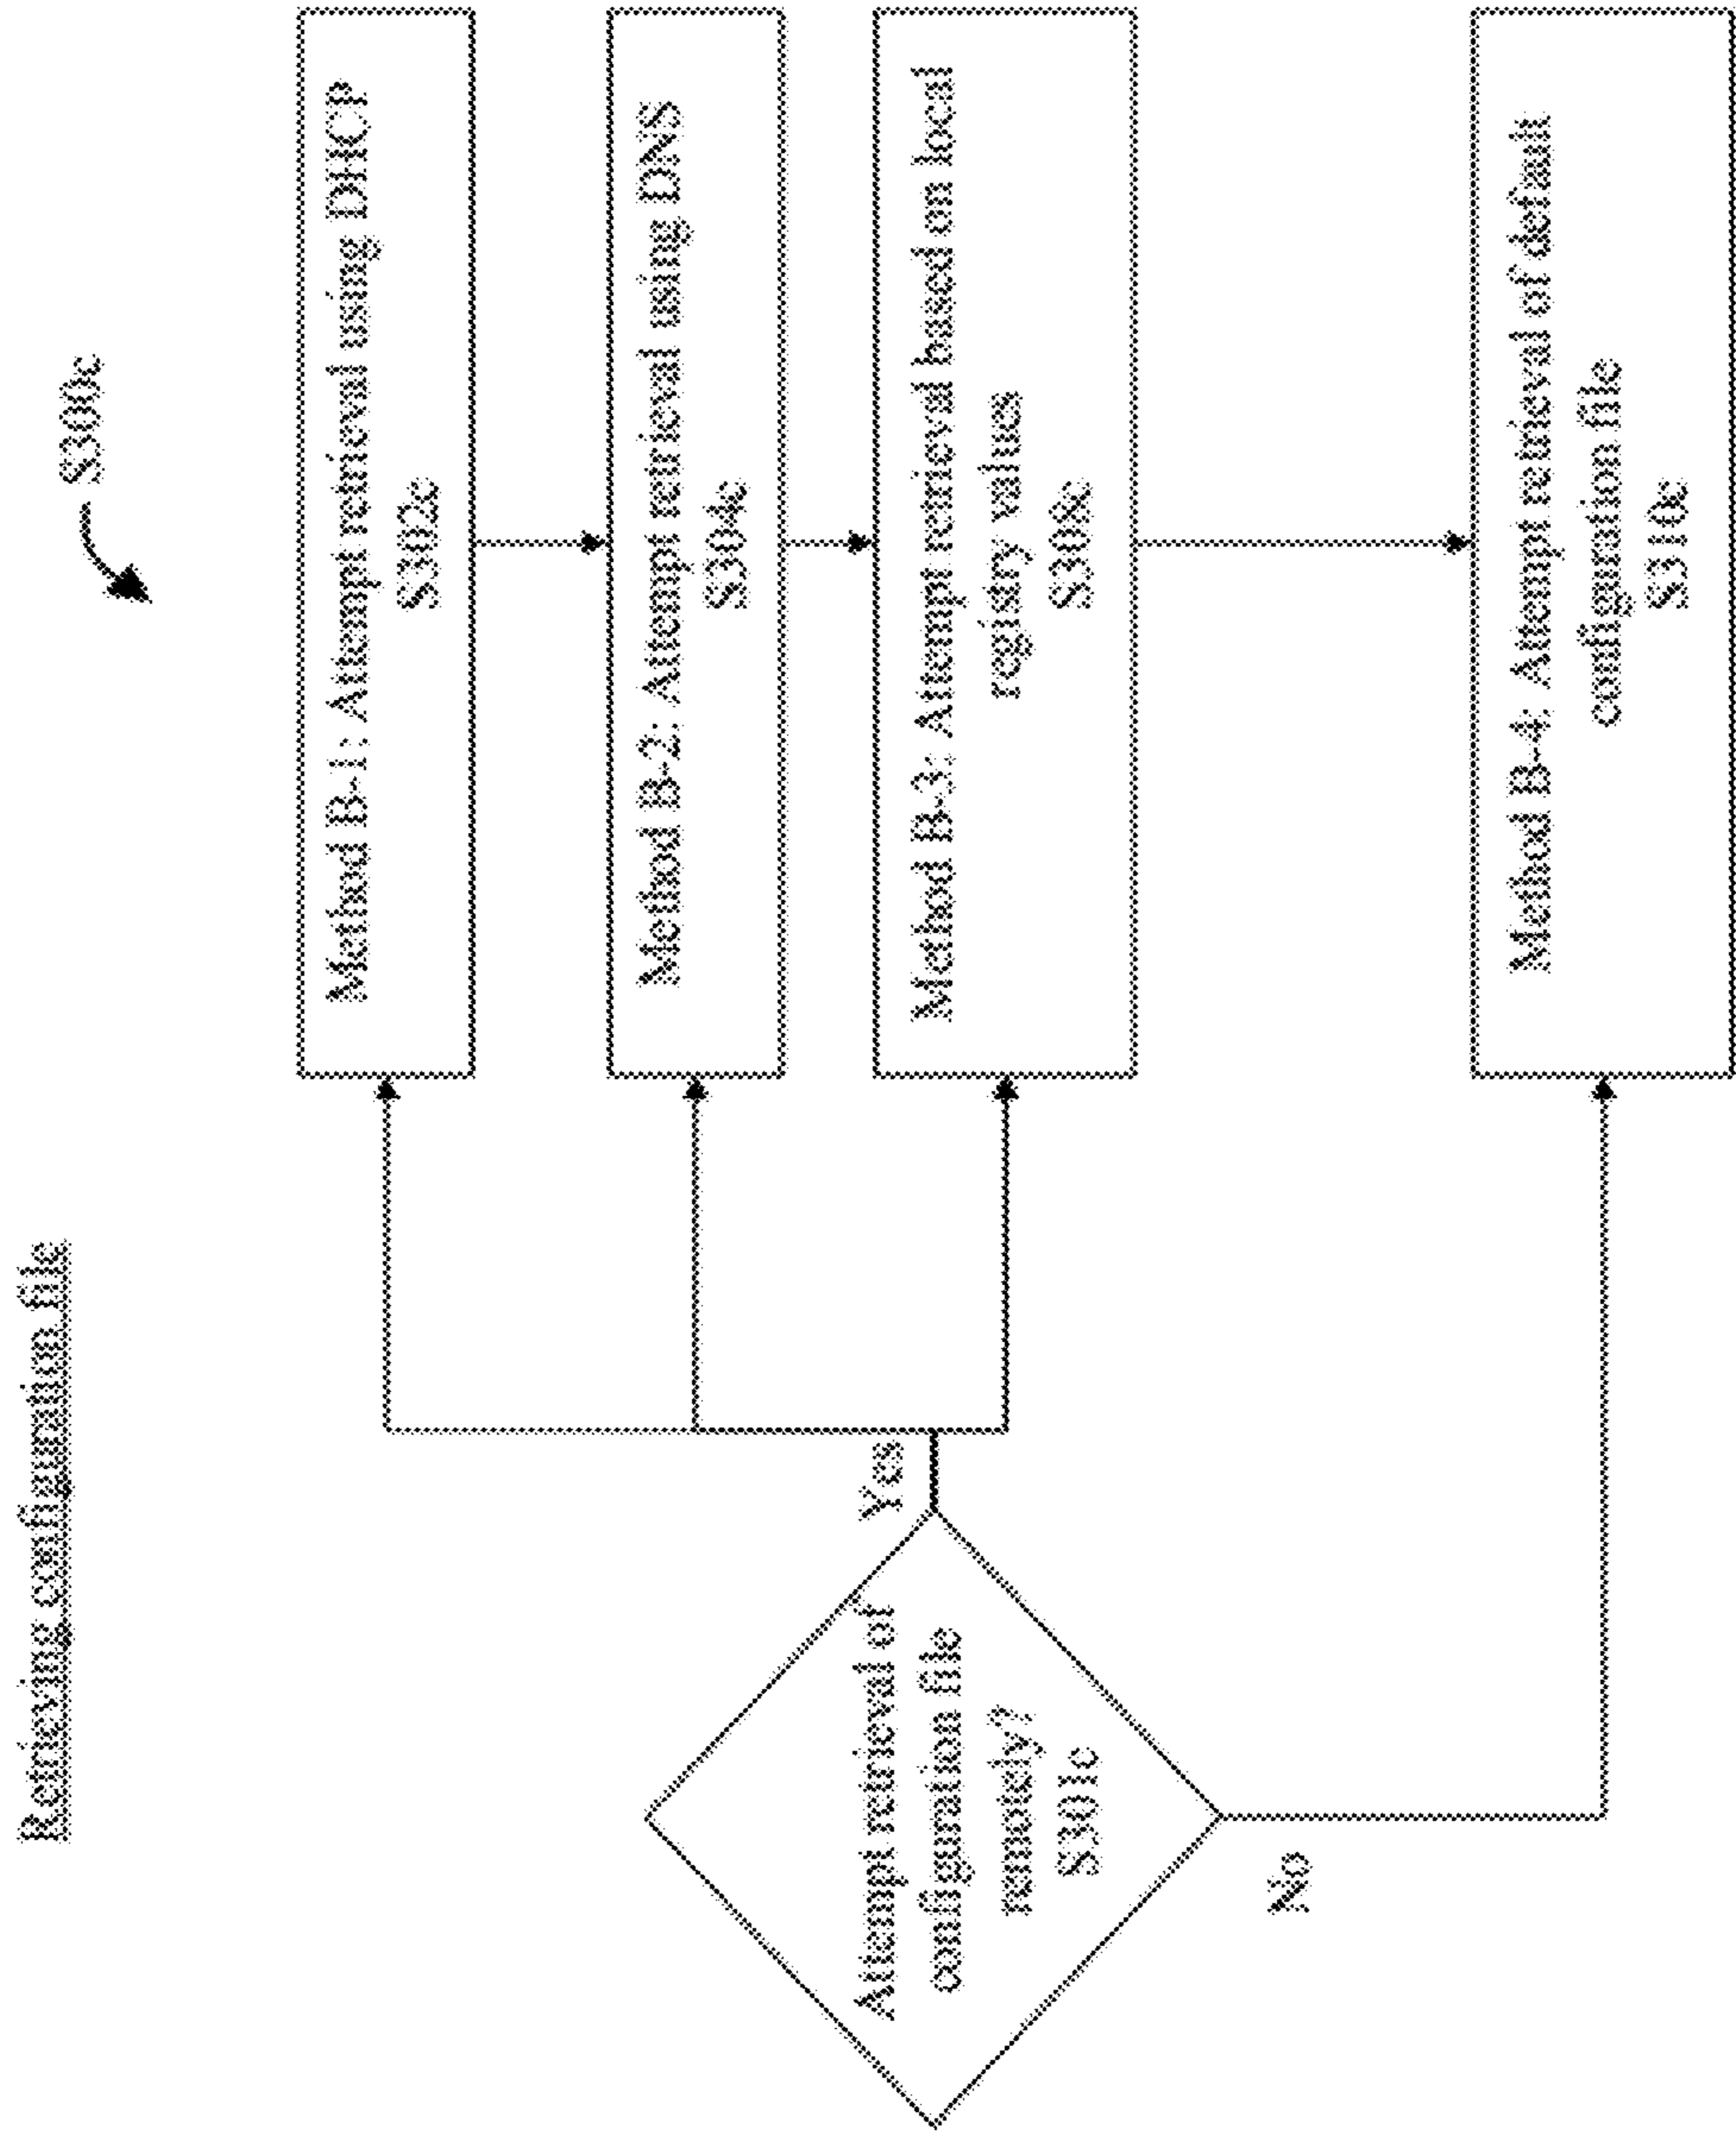 Retrieving configuration file
S300c
Attempt retrieval of
configuration file
remotely?
S301c
Yes
No
Method B-1: Attempt retrieval using DHCP
S302c
Method B-2: Attempt retrieval using DNS
S304c
Method B-3: Attempt retrieval based on local
registry values
S308c
Method B-4: Attempt retrieval of default
configuration file
S310c